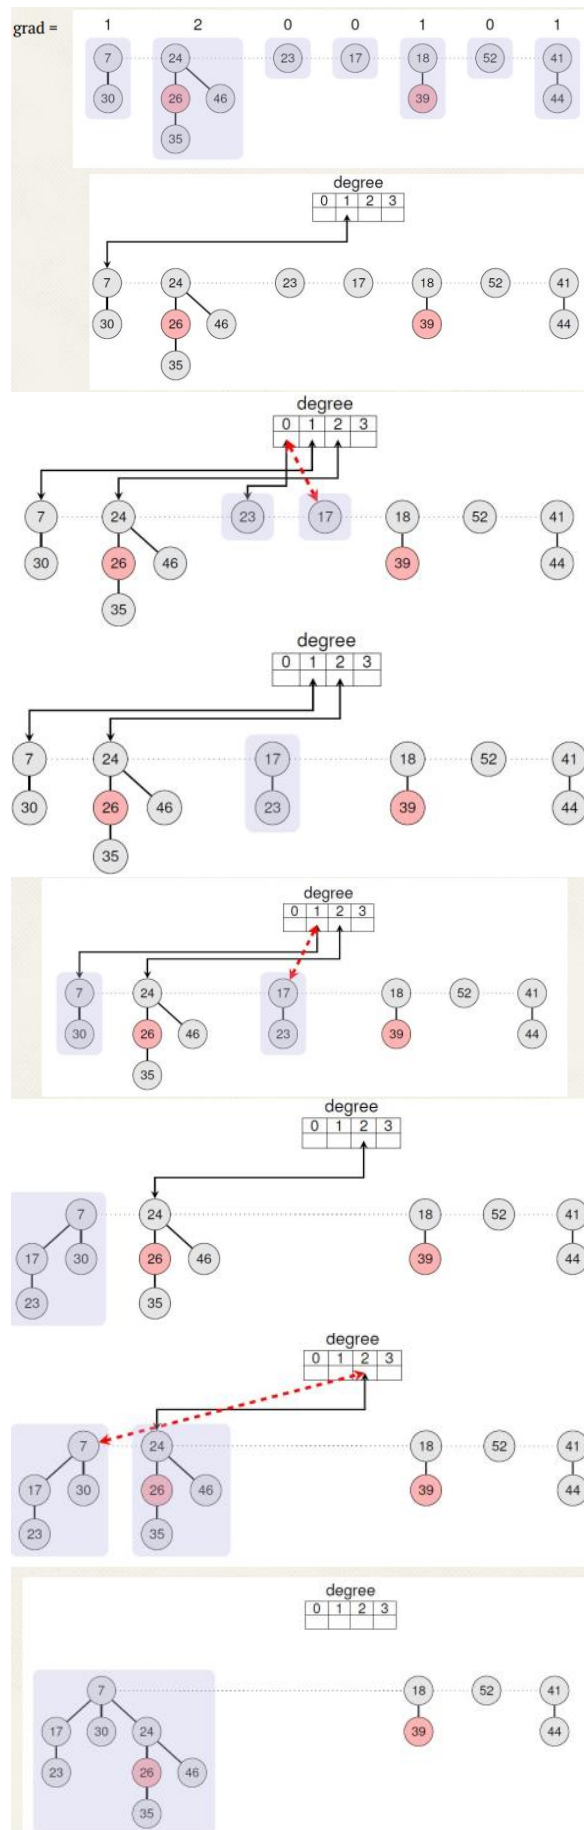 grad = 1 2 0 0 1 0 1
7 24 23 17 18 52 41
30 26 46 39 44
35
degree
0 1 2 3
7 24 23 17 18 52 41
30 26 46 39 44
35
degree
0 1 2 3
7 24 23 17 18 52 41
30 26 46 39 44
35
degree
0 1 2 3
7 24 17 18 52 41
30 26 46 23 39 44
35
degree
0 1 2 3
7 24 17 18 52 41
30 26 46 23 39 44
35
degree
0 1 2 3
7 24 18 52 41
17 30 26 46 39 44
23 35
degree
0 1 2 3
7 24 18 52 41
17 30 26 46 39 44
23 35
degree
0 1 2 3
7 18 52 41
17 30 24 39 44
23 26 46
35